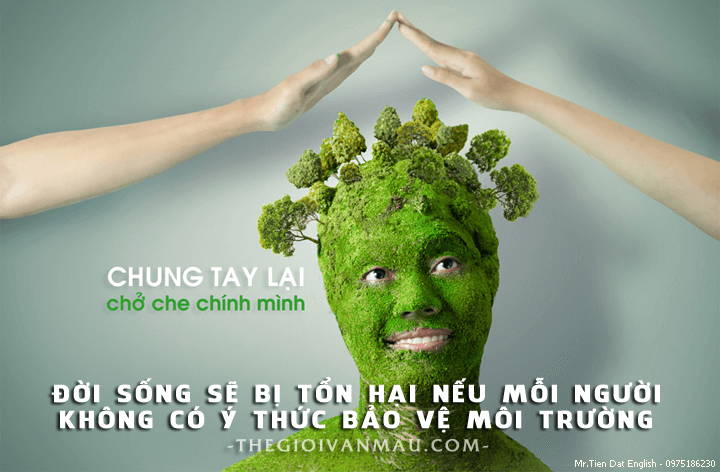 CHUNG TAY LẠI
chở che chính mình
ĐỜI SỐNG SẼ BỊ TỔN HẠI NẾU MỖI NGƯỜI
KHÔNG CÓ Ý THỨC BẢO VỆ MÔI TRƯỜNG
-THEGIOIVANMAU.COM-
Mr.Tien Dat English - 0975186230